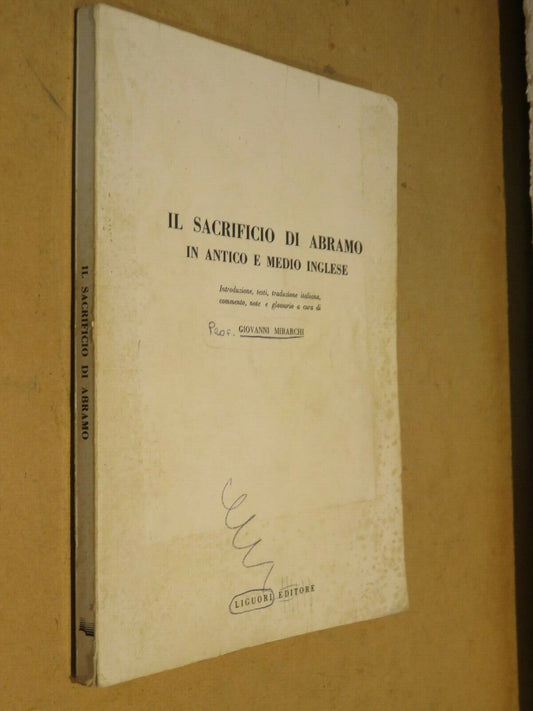 IL SACRIFICIO DI ABRAMO
IN ANTICO E MEDIO INGLESE
Introduzione, testi, traduzione italiana,
commento, note e glossario a cura di
Prof. GIOVANNI MIRARCHI
LIGUORI EDITORE
IL SACRIFICIO DI ABRAMO